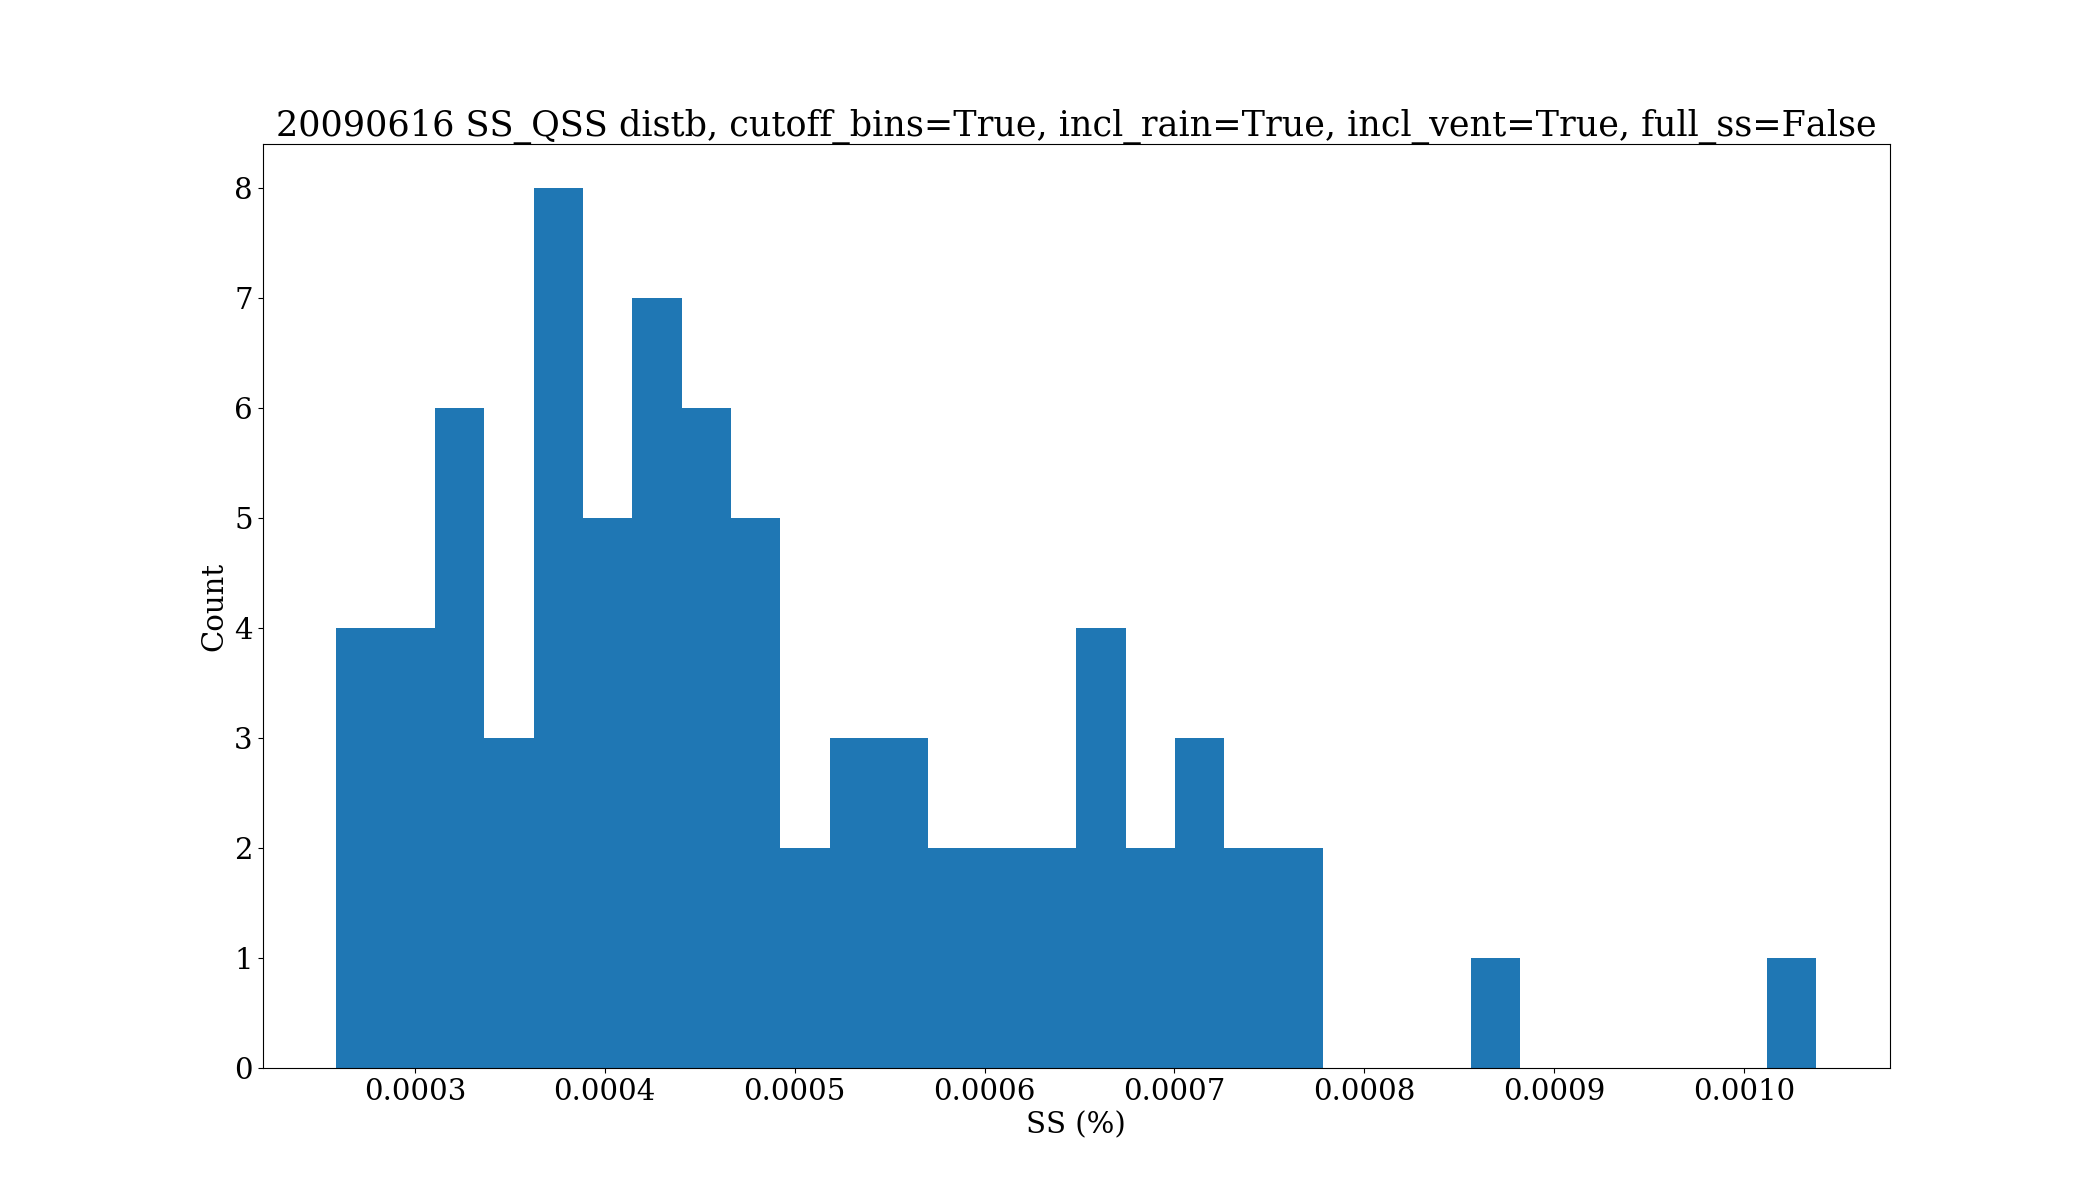 20090616 SS_QSS distb, cutoff_bins=True, incl_rain=True, incl_vent=True, full_ss=False
8
7
6
5
4
3
2
1
0
Count
0.0003 0.0004 0.0005 0.0006 0.0007 0.0008 0.0009 0.0010
SS (%)